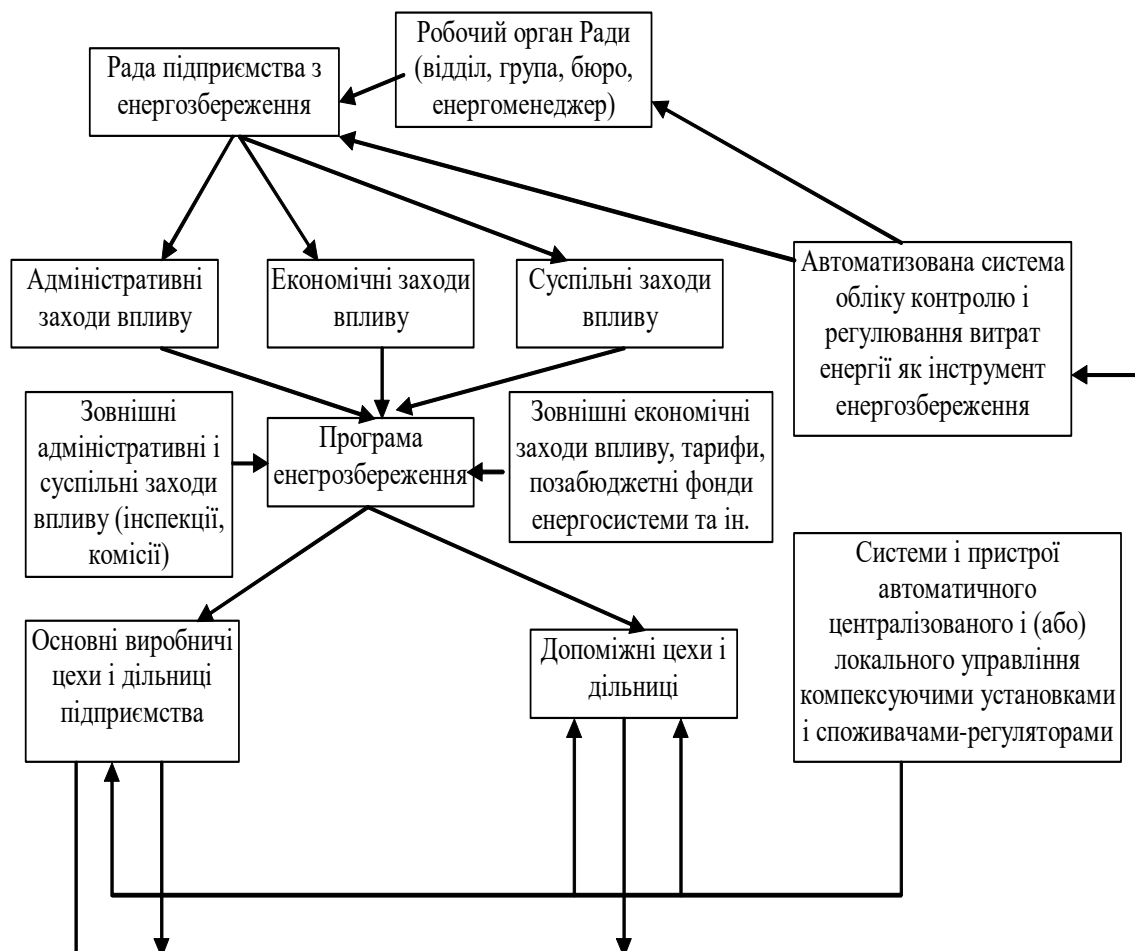 Рада підприємства з
енергозбереження
Робочий орган Ради
(відділ, група, бюро,
енергоменеджер)
Адміністративні
заходи впливу
Економічні заходи
впливу
Суспільні заходи
впливу
Автоматизована система
обліку контролю і
регулювання витрат
енергії як інструмент
енергозбереження
Зовнішні
адміністративні і
суспільні заходи
впливу (інспекції,
комісії)
Програма
енегрозбереження
Зовнішні економічні
заходи впливу, тарифи,
позабюджетні фонди
енергосистеми та ін.
Основні виробничі
цехи і дільниці
підприємства
Допоміжні цехи і
дільниці
Системи і пристрої
автоматичного
централізованого і (або)
локального управління
компексуючими установками
і споживачами-регуляторами